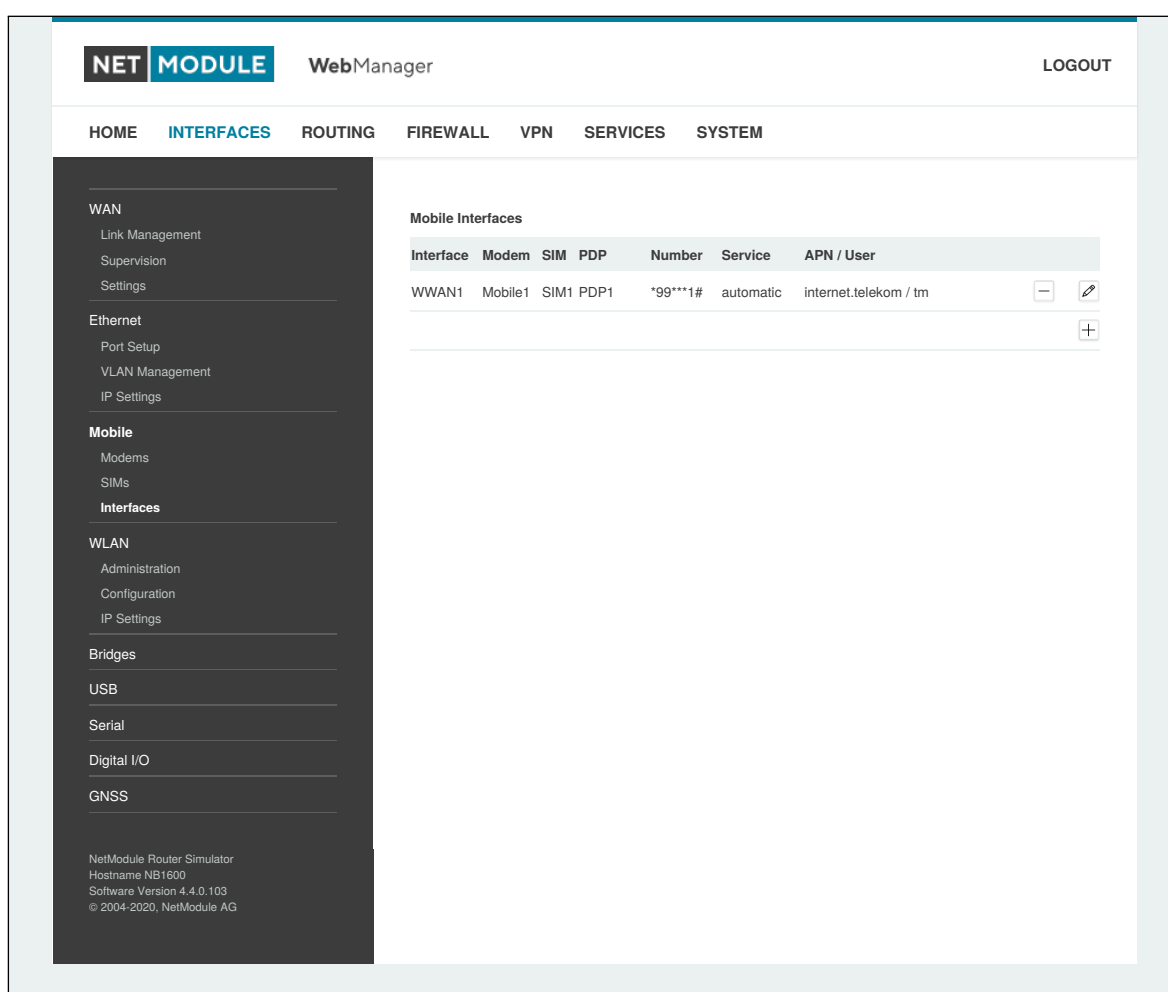 NET MODULE WebManager LOGOUT
HOME INTERFACES ROUTING FIREWALL VPN SERVICES SYSTEM
WAN
Link Management
Supervision
Settings
Ethernet
Port Setup
VLAN Management
IP Settings
Mobile
Modems
SIMs
Interfaces
WLAN
Administration
Configuration
IP Settings
Bridges
USB
Serial
Digital I/O
GNSS
NetModule Router Simulator
Hostname NB1600
Software Version 4.4.0.103
© 2004-2020, NetModule AG
Mobile Interfaces
Interface Modem SIM PDP Number Service APN / User
WWAN1 Mobile1 SIM1 PDP1 *99***1# automatic internet.telekom / tm